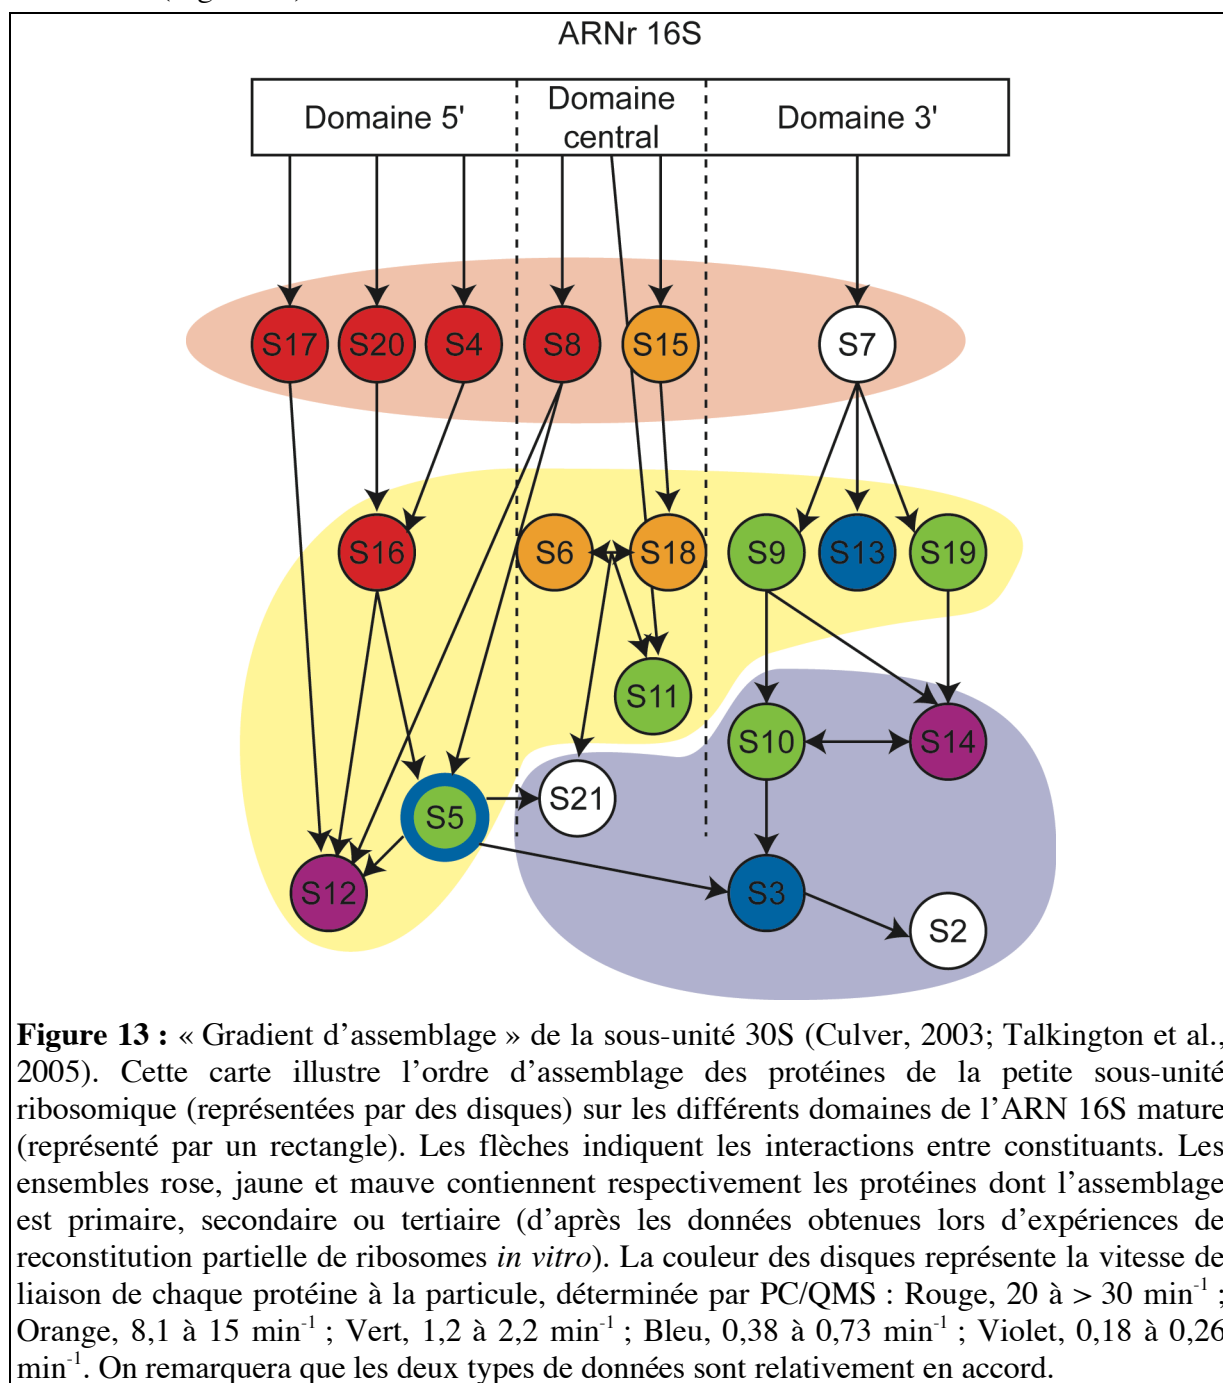 ARNr 16S
Domaine 5'
Domaine
central
Domaine 3'
S17
S20
S4
S8
S15
S7
S16
S6
S18
S9
S13
S19
S11
S10
S14
S5
S21
S12
S3
S2
Figure 13 : « Gradient d’assemblage » de la sous-unité 30S (Culver, 2003; Talkington et al.,
2005). Cette carte illustre l’ordre d’assemblage des protéines de la petite sous-unité
ribosomique (représentées par des disques) sur les différents domaines de l’ARN 16S mature
(représenté par un rectangle). Les flèches indiquent les interactions entre constituants. Les
ensembles rose, jaune et mauve contiennent respectivement les protéines dont l’assemblage
est primaire, secondaire ou tertiaire (d’après les données obtenues lors d’expériences de
reconstitution partielle de ribosomes in vitro). La couleur des disques représente la vitesse de
liaison de chaque protéine à la particule, déterminée par PC/QMS : Rouge, 20 à > 30 min⁻¹ ;
Orange, 8,1 à 15 min⁻¹ ; Vert, 1,2 à 2,2 min⁻¹ ; Bleu, 0,38 à 0,73 min⁻¹ ; Violet, 0,18 à 0,26
min⁻¹. On remarquera que les deux types de données sont relativement en accord.